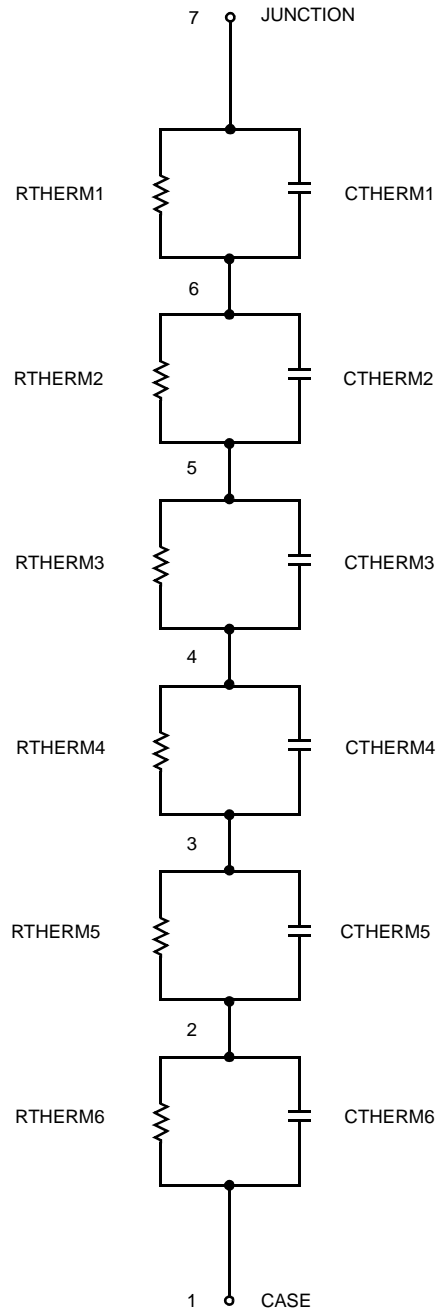 7 JUNCTION
RTHERM1 CTHERM1
6
RTHERM2 CTHERM2
5
RTHERM3 CTHERM3
4
RTHERM4 CTHERM4
3
RTHERM5 CTHERM5
2
RTHERM6 CTHERM6
1 CASE